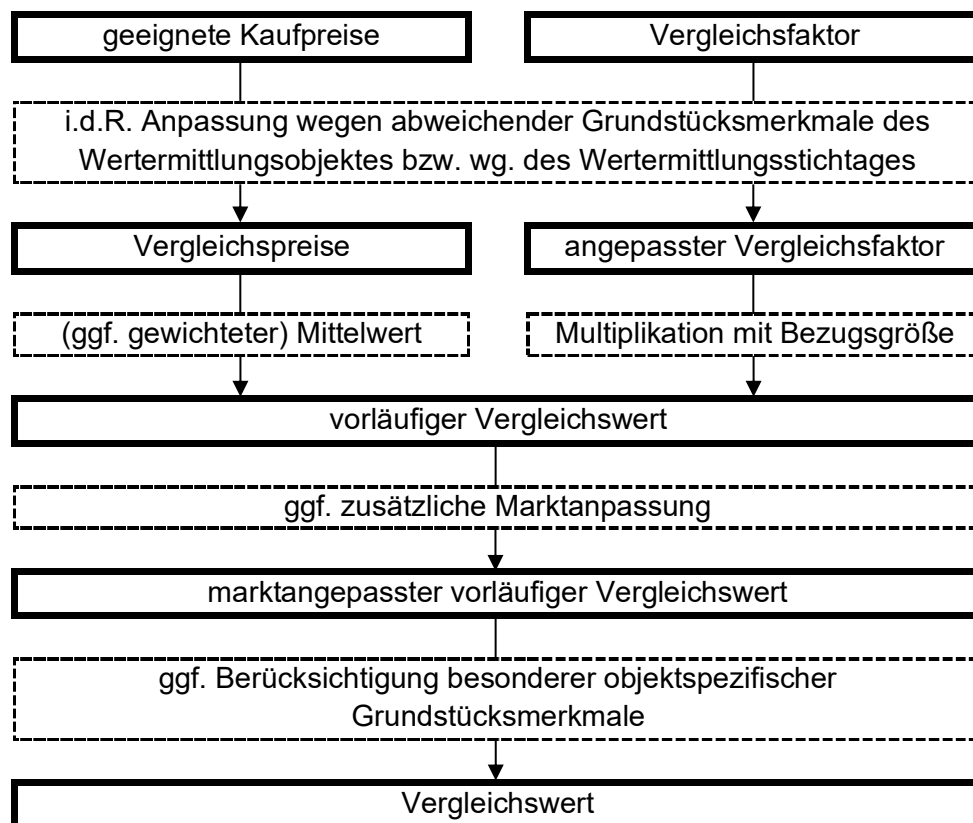 geeignete Kaufpreise
Vergleichsfaktor
i.d.R. Anpassung wegen abweichender Grundstücksmerkmale des
Wertermittlungsobjektes bzw. wg. des Wertermittlungsstichtages
Vergleichspreise
angepasster Vergleichsfaktor
(ggf. gewichteter) Mittelwert
Multiplikation mit Bezugsgröße
vorläufiger Vergleichswert
ggf. zusätzliche Marktanpassung
marktangepasster vorläufiger Vergleichswert
ggf. Berücksichtigung besonderer objektspezifischer
Grundstücksmerkmale
Vergleichswert